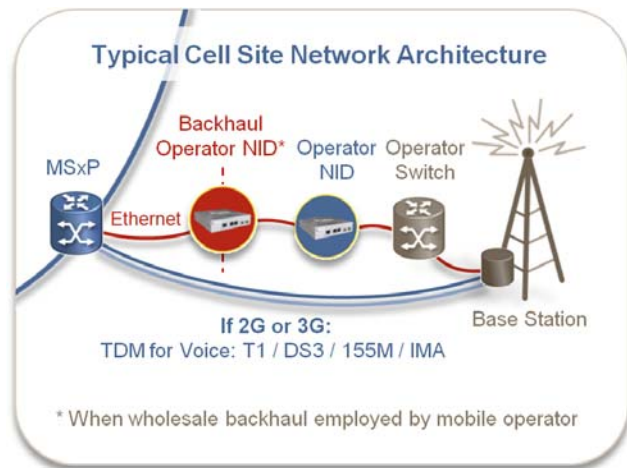 Typical Cell Site Network Architecture
Backhaul
Operator NID*
Operator
NID
Operator
Switch
MSxP
Ethernet
Base Station
If 2G or 3G:
TDM for Voice: T1 / DS3 / 155M / IMA
* When wholesale backhaul employed by mobile operator